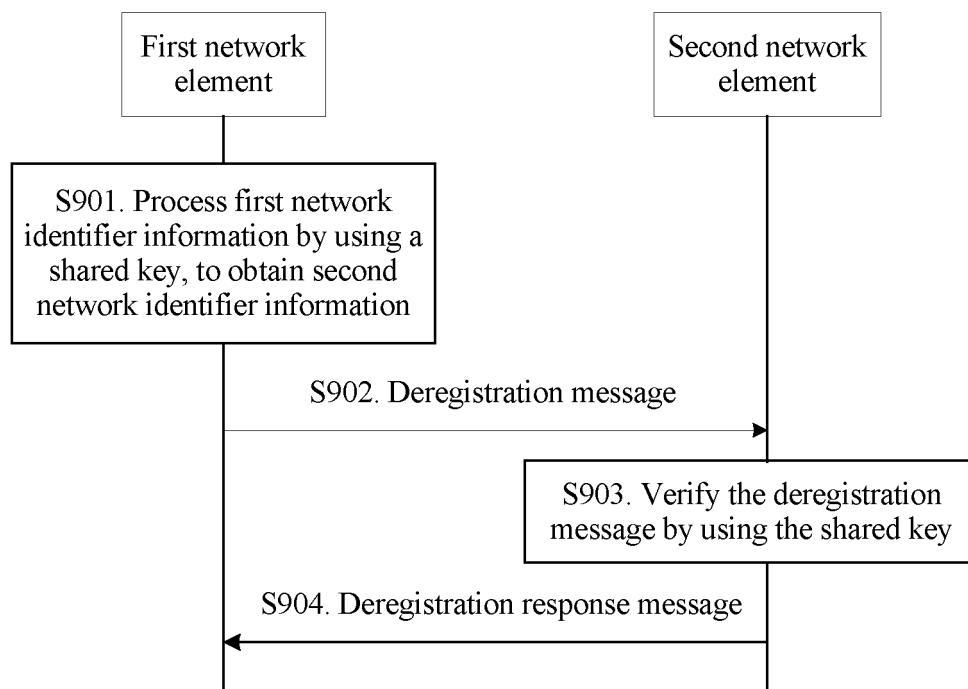 First network
element
Second network
element
S901. Process first network
identifier information by using a
shared key, to obtain second
network identifier information
S902. Deregistration message
S903. Verify the deregistration
message by using the shared key
S904. Deregistration response message